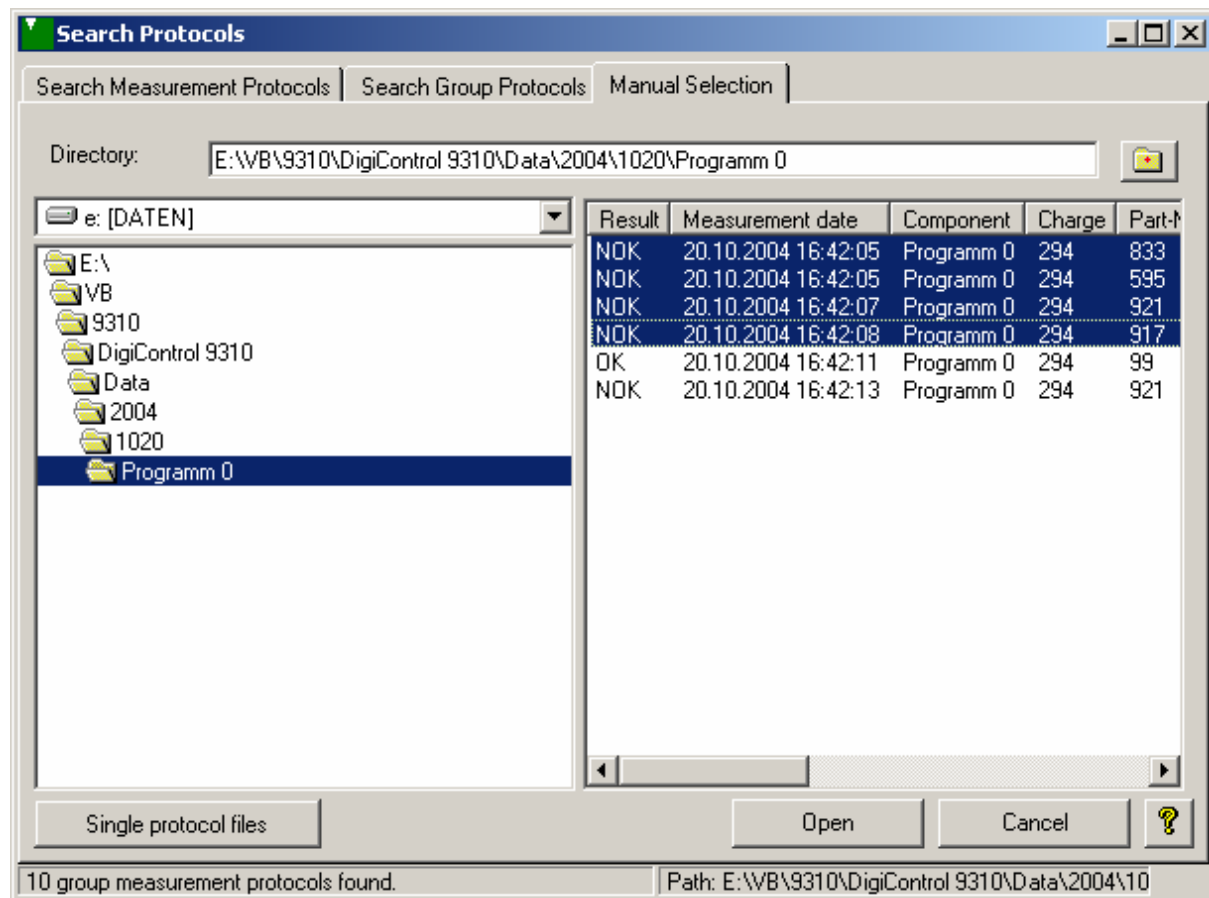 Search Protocols
Search Measurement Protocols Search Group Protocols Manual Selection
Directory: E:\VB\9310\DigiControl 9310\Data\2004\1020\Programm 0
e: [DATEN]
E:\
VB
9310
DigiControl 9310
Data
2004
1020
Programm 0
Result Measurement date Component Charge Part-N
NOK 20.10.2004 16:42:05 Programm 0 294 833
NOK 20.10.2004 16:42:05 Programm 0 294 595
NOK 20.10.2004 16:42:07 Programm 0 294 921
NOK 20.10.2004 16:42:08 Programm 0 294 917
OK 20.10.2004 16:42:11 Programm 0 294 99
NOK 20.10.2004 16:42:13 Programm 0 294 921
Single protocol files Open Cancel ?
10 group measurement protocols found. Path: E:\VB\9310\DigiControl 9310\Data\2004\10